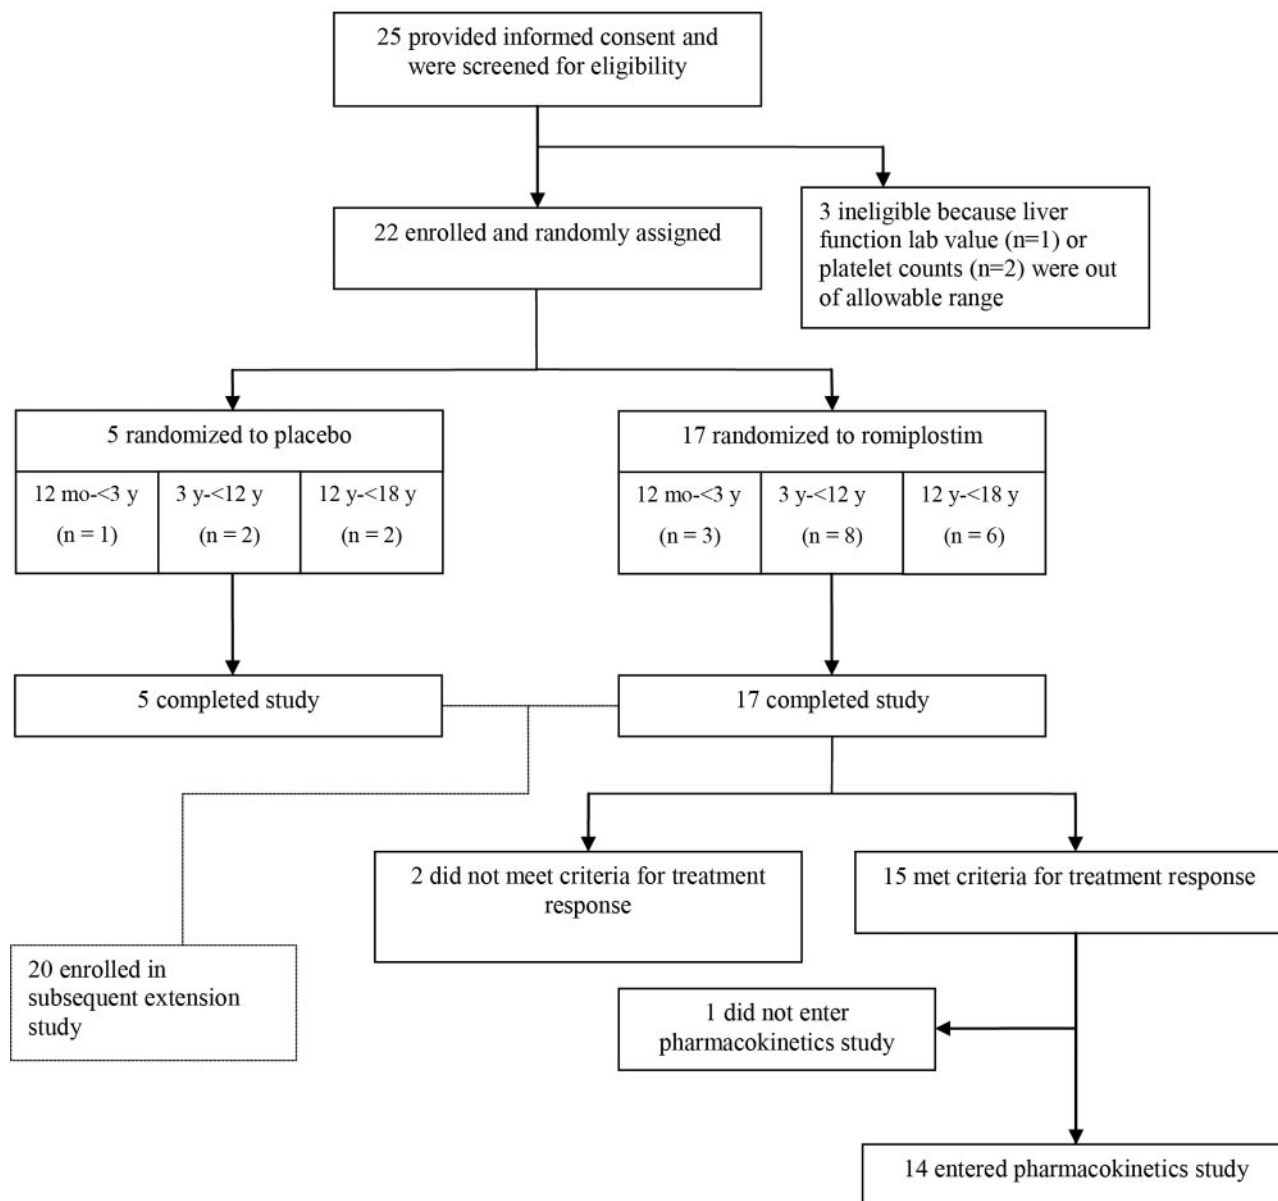 25 provided informed consent and
were screened for eligibility
3 ineligible because liver
function lab value (n=1) or
platelet counts (n=2) were out
of allowable range
22 enrolled and randomly assigned
5 randomized to placebo
12 mo-<3 y
(n = 1)
3 y-<12 y
(n = 2)
12 y-<18 y
(n = 2)
17 randomized to romiplostim
12 mo-<3 y
(n = 3)
3 y-<12 y
(n = 8)
12 y-<18 y
(n = 6)
5 completed study
17 completed study
2 did not meet criteria for treatment
response
15 met criteria for treatment response
20 enrolled in
subsequent extension
study
1 did not enter
pharmacokinetics study
14 entered pharmacokinetics study